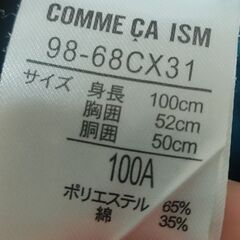 COMME ÇA ISM
98-68CX31
サイズ 身長 100cm
胸囲 52cm
胴囲 50cm
100A
ポリエステル 65%
綿 35%